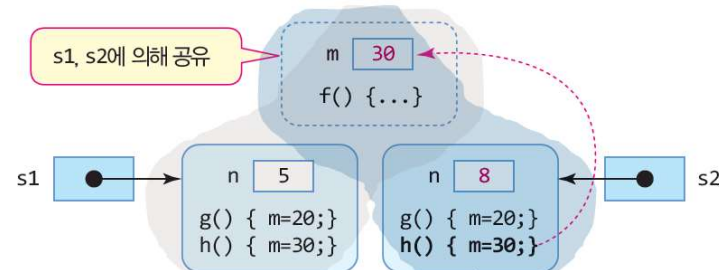 s1, s2에 의해 공유
m 30
f() {...}
s1
n 5
g() { m=20;}
h() { m=30;}
n 8
g() { m=20;}
h() { m=30;}
s2